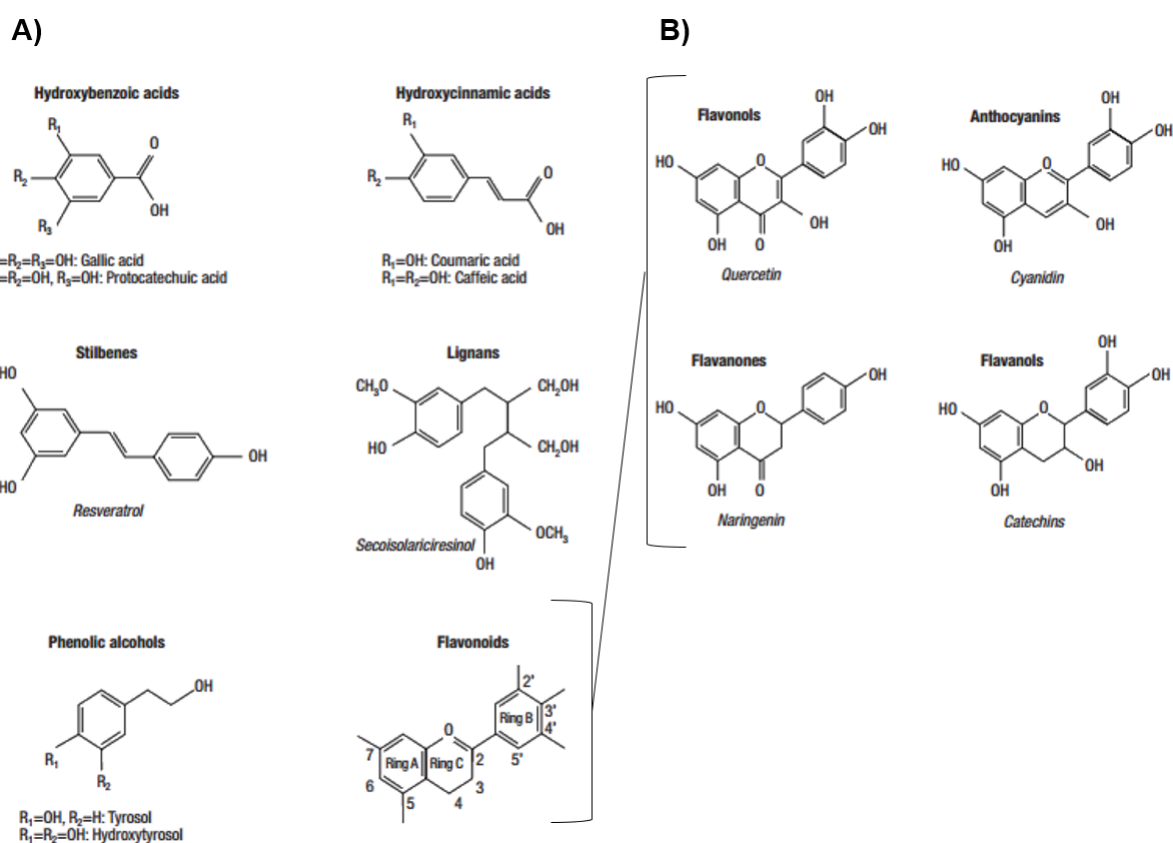 A)
B)
Hydroxybenzoic acids
R₁
R₂
R₃
O
OH
=R₂=R₃=OH: Gallic acid
=R₂=OH, R₃=OH: Protocatechuic acid
Hydroxycinnamic acids
R₁
R₂
O
OH
R₁=OH: Coumaric acid
R₁=R₂=OH: Caffeic acid
Stilbenes
HO
HO
OH
Resveratrol
Lignans
CH₃O
HO
CH₂OH
CH₂OH
OCH₃
OH
Secoisolariciresinol
Phenolic alcohols
OH
R₁
R₂
R₁=OH, R₂=H: Tyrosol
R₁=R₂=OH: Hydroxytyrosol
Flavonoids
2'
3'
4'
5'
Ring B
O
7
Ring A
Ring C
2
3
6
5
4
Flavonols
OH
OH
HO
O
OH
OH
O
Quercetin
Anthocyanins
OH
OH
HO
O
OH
OH
Cyanidin
Flavanones
OH
HO
O
OH
O
Naringenin
Flavanols
OH
OH
HO
O
OH
OH
Catechins